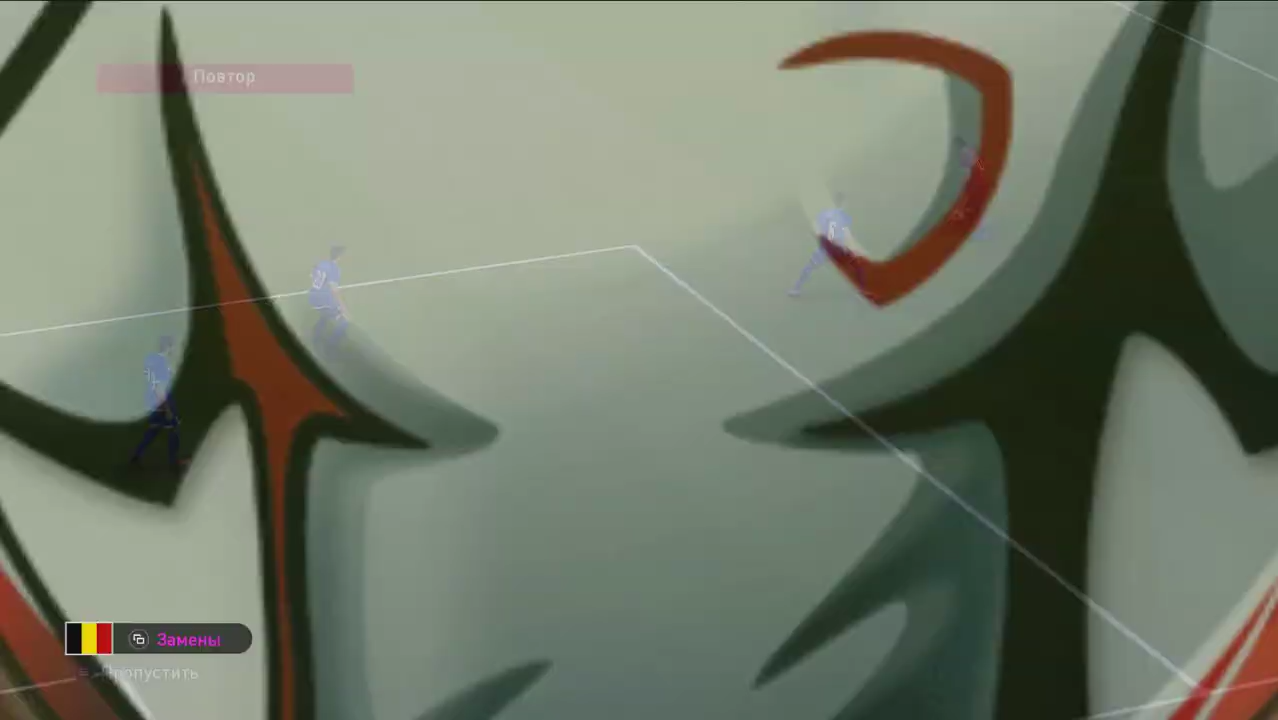 Повтор
Замены
Пропустить